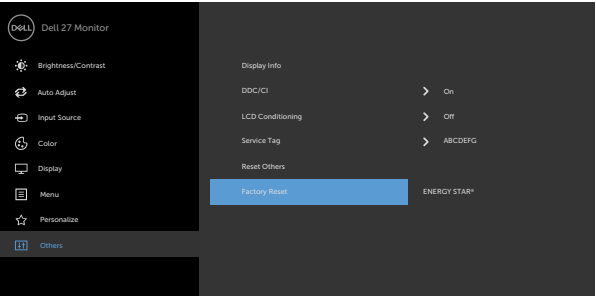 DELL Dell 27 Monitor
Brightness/Contrast
Auto Adjust
Input Source
Color
Display
Menu
Personalize
Others
Display Info
DDC/CI On
LCD Conditioning Off
Service Tag ABCDEFG
Reset Others
Factory Reset ENERGY STAR®